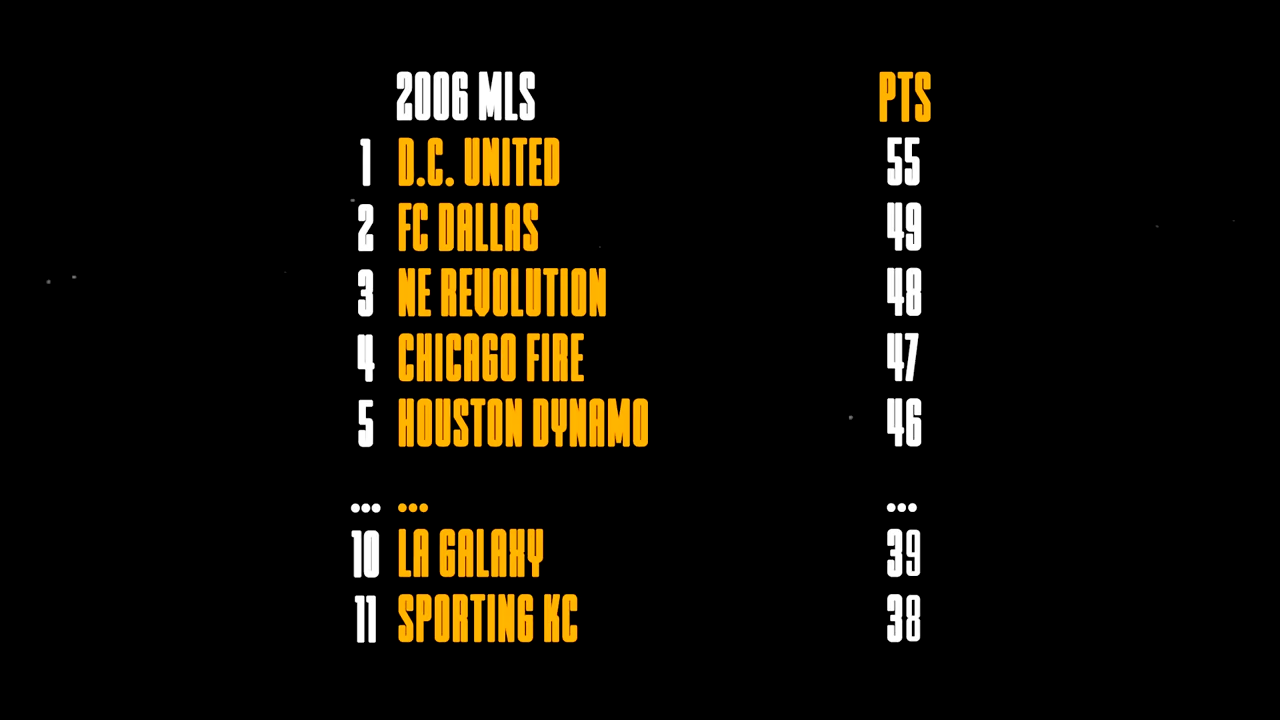 2006 MLS PTS
1 D.C. UNITED 55
2 FC DALLAS 49
3 NE REVOLUTION 48
4 CHICAGO FIRE 47
5 HOUSTON DYNAMO 46
... ... ...
10 LA GALAXY 39
11 SPORTING KC 38